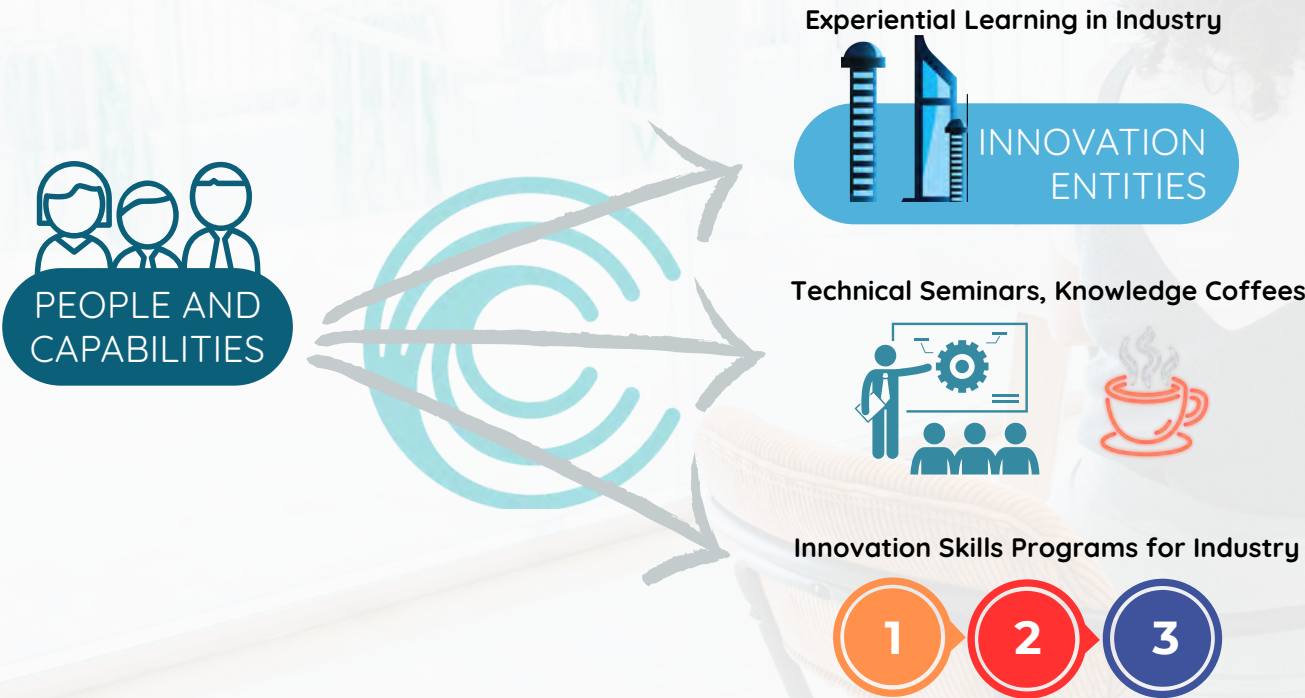 Experiential Learning in Industry
INNOVATION
ENTITIES
PEOPLE AND
CAPABILITIES
Technical Seminars, Knowledge Coffees
Innovation Skills Programs for Industry
1
2
3